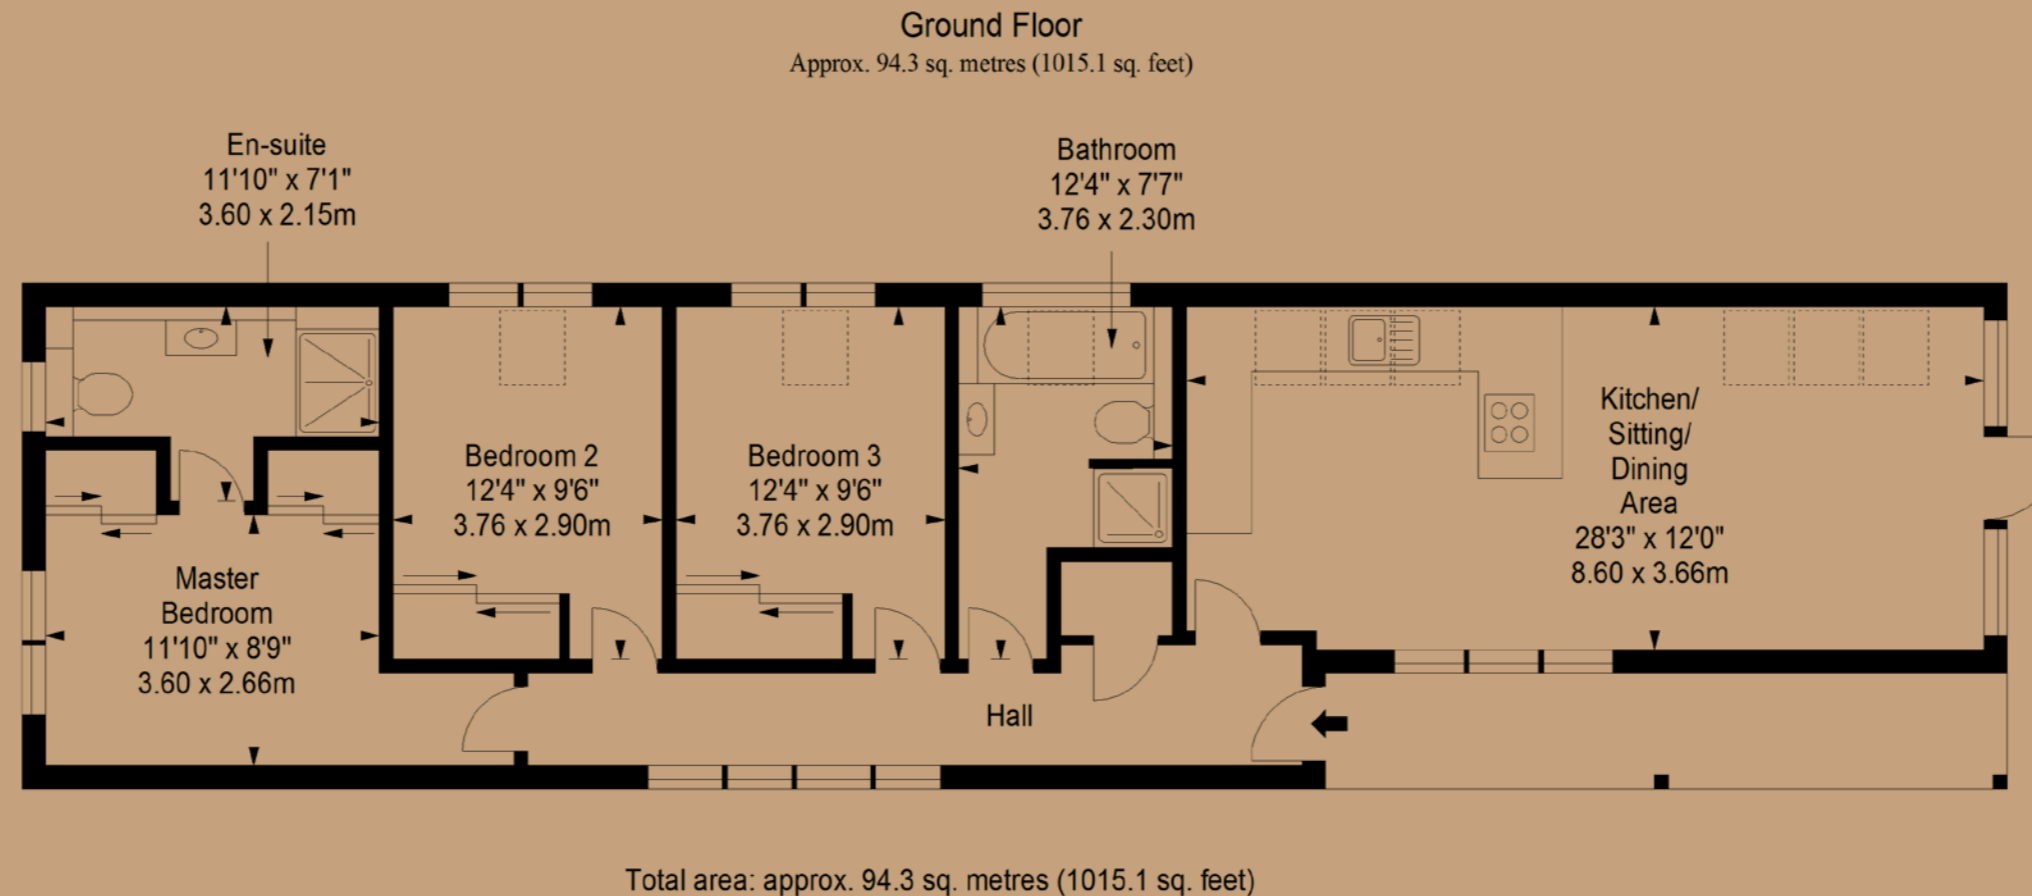 Ground Floor
Approx. 94.3 sq. metres (1015.1 sq. feet)
En-suite
11'10" x 7'1"
3.60 x 2.15m
Bathroom
12'4" x 7'7"
3.76 x 2.30m
Bedroom 2
12'4" x 9'6"
3.76 x 2.90m
Bedroom 3
12'4" x 9'6"
3.76 x 2.90m
Kitchen/
Sitting/
Dining
Area
28'3" x 12'0"
8.60 x 3.66m
Master
Bedroom
11'10" x 8'9"
3.60 x 2.66m
Hall
Total area: approx. 94.3 sq. metres (1015.1 sq. feet)